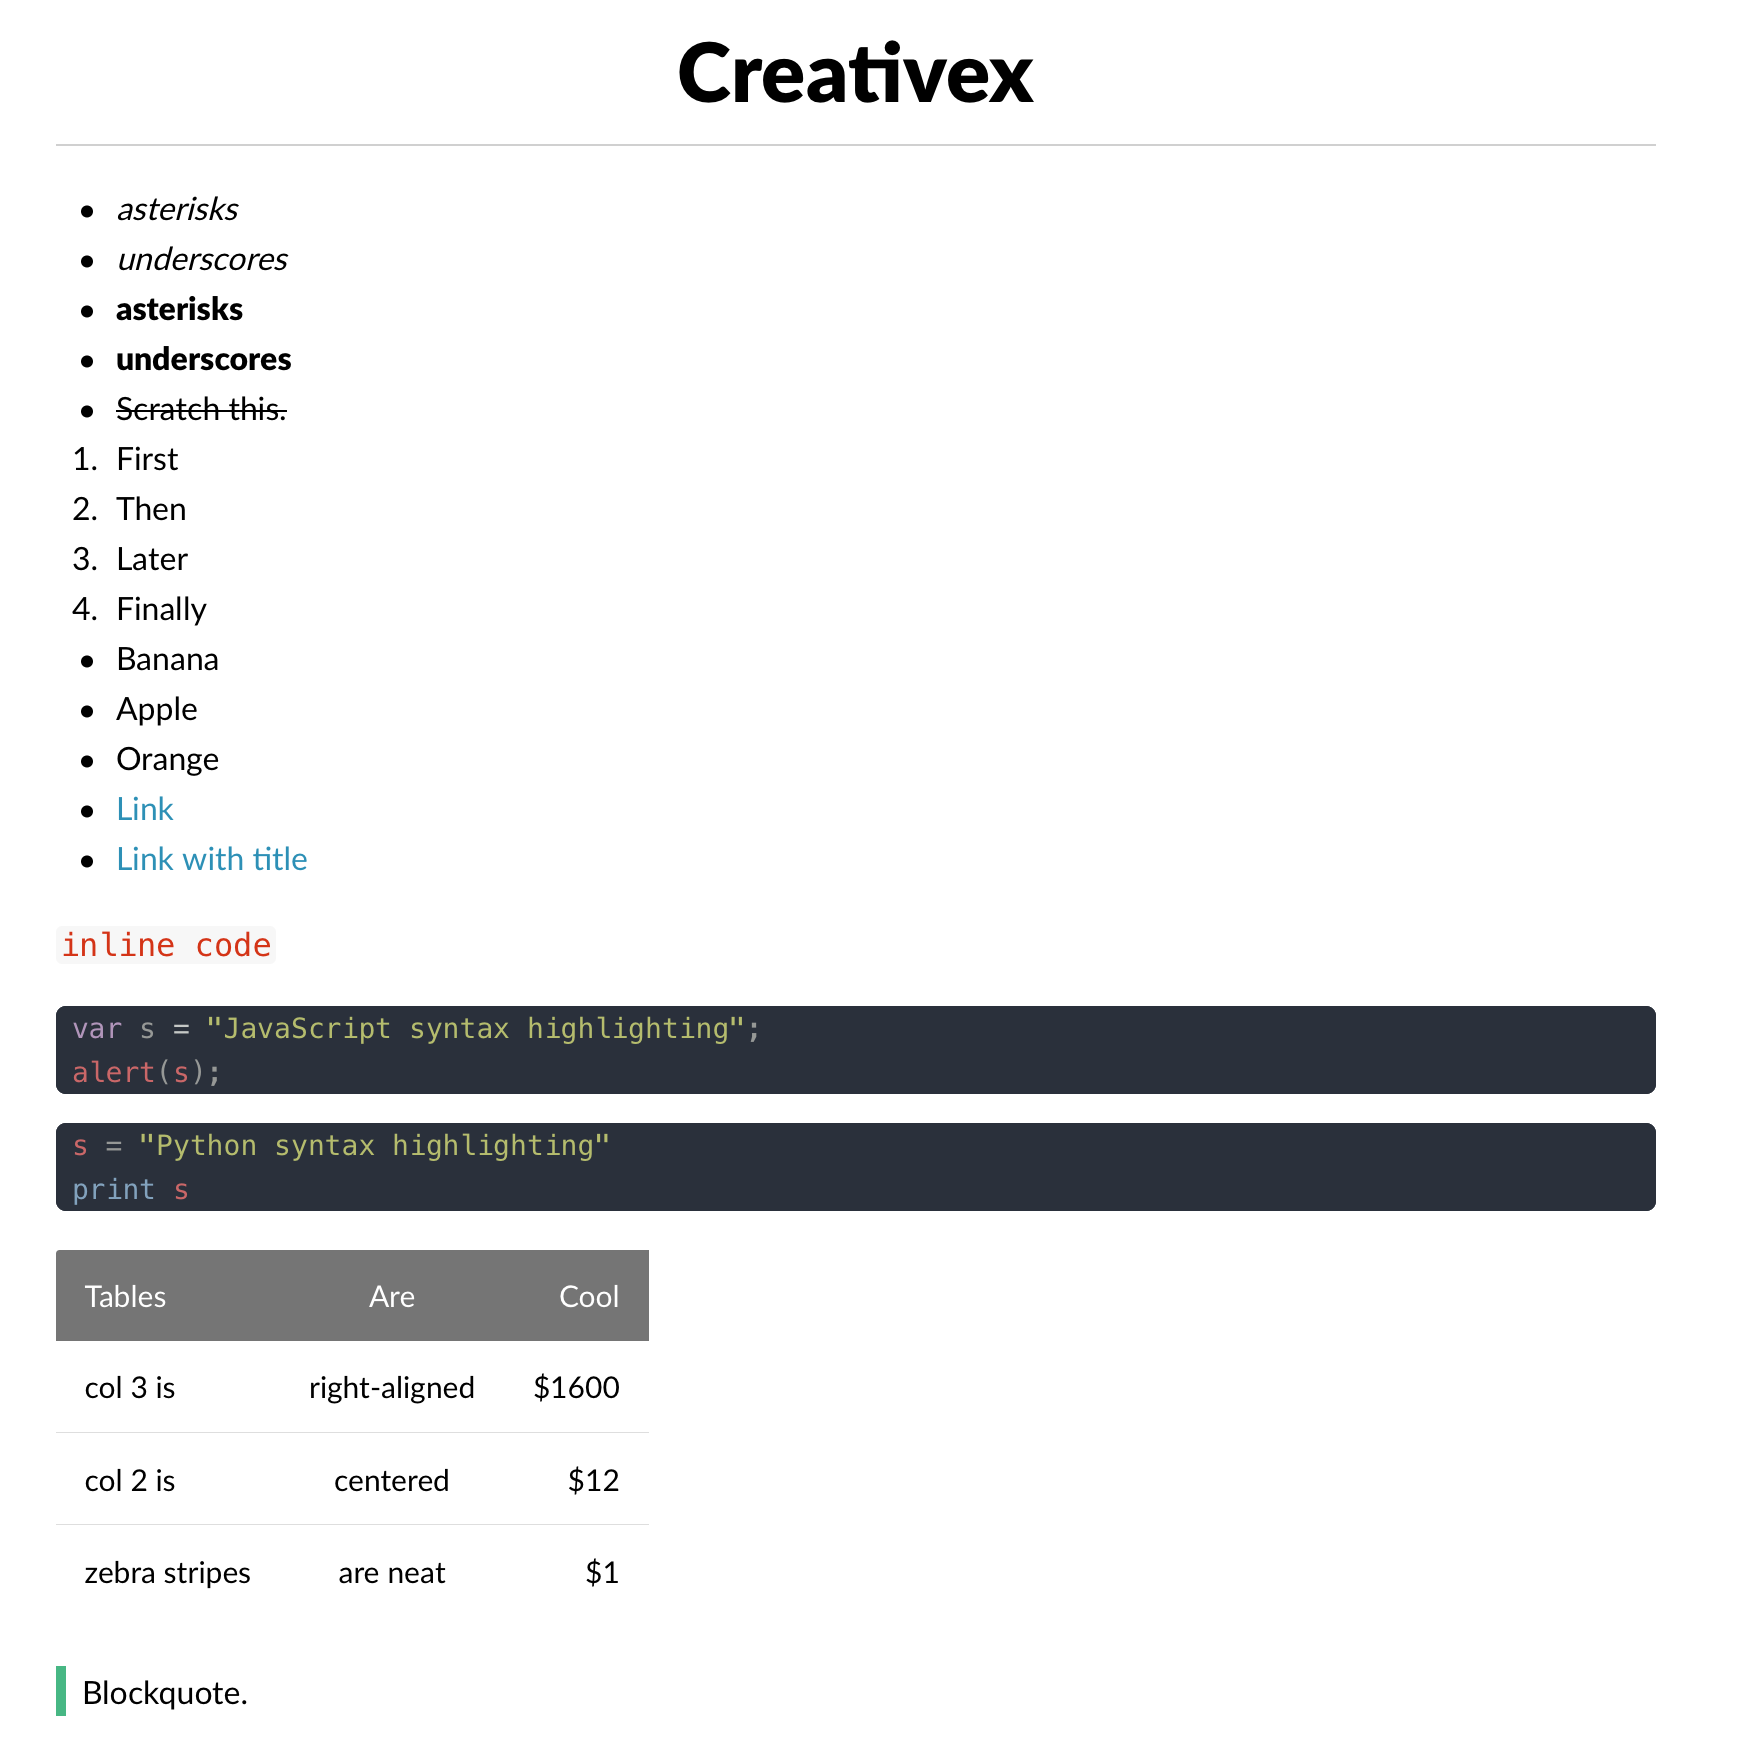 Creativex
• asterisks
• underscores
• asterisks
• underscores
• Scratch this.
1. First
2. Then
3. Later
4. Finally
• Banana
• Apple
• Orange
• Link
• Link with title
inline code
var s = "JavaScript syntax highlighting";
alert(s);
s = "Python syntax highlighting"
print s
Tables Are Cool
col 3 is right-aligned $1600
col 2 is centered $12
zebra stripes are neat $1
Blockquote.